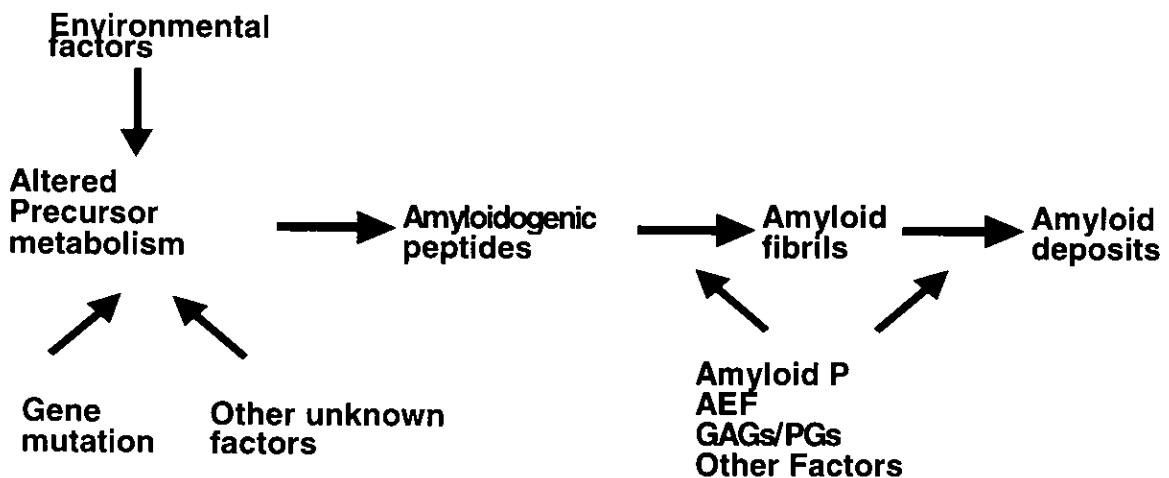 Environmental
factors
Altered
Precursor
metabolism
Amyloidogenic
peptides
Amyloid
fibrils
Amyloid
deposits
Gene
mutation
Other unknown
factors
Amyloid P
AEF
GAGs/PGs
Other Factors